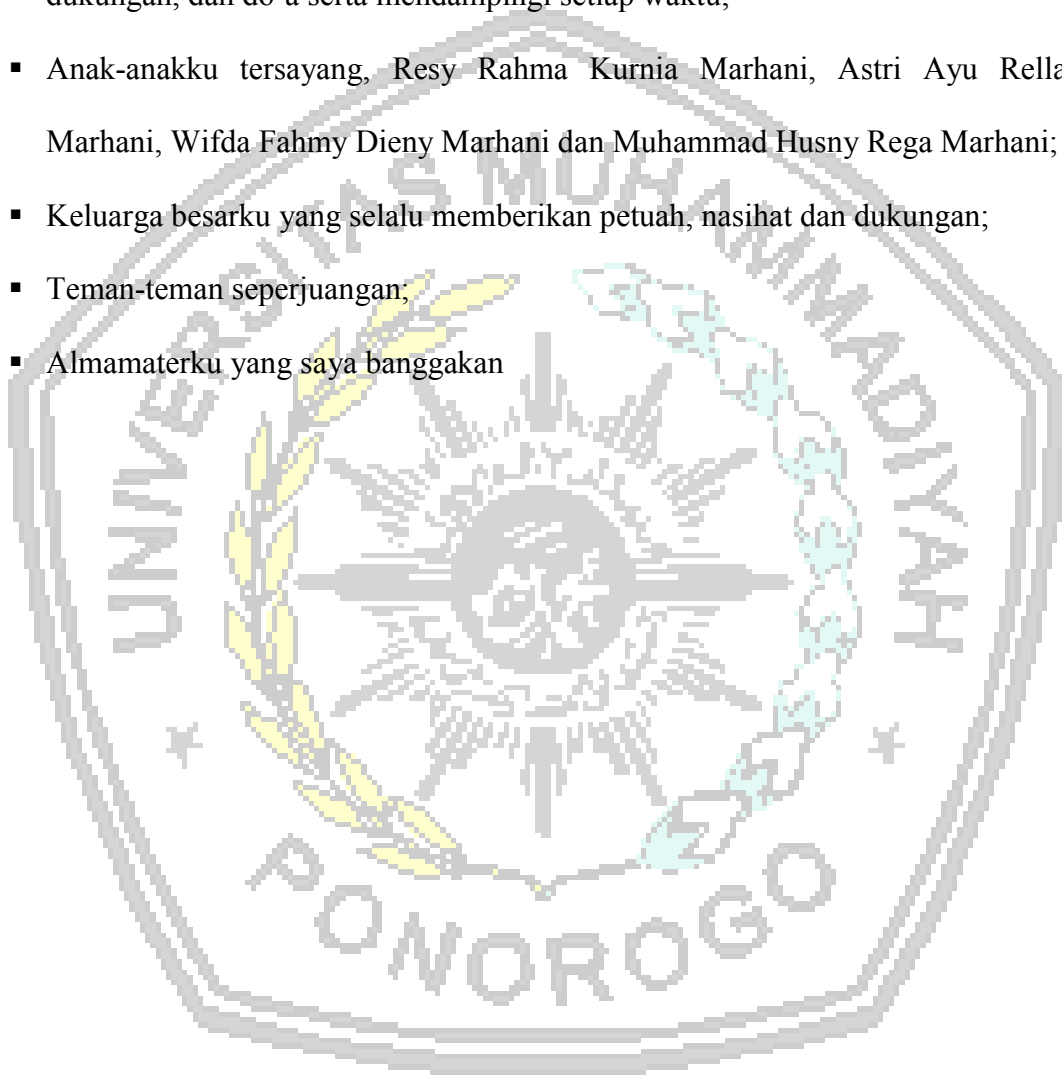 dukungan, dan do'a serta mendampingi setiap waktu;
▪ Anak-anakku tersayang, Resy Rahma Kurnia Marhani, Astri Ayu Rella
Marhani, Wifda Fahmy Dieny Marhani dan Muhammad Husny Rega Marhani;
▪ Keluarga besarku yang selalu memberikan petuah, nasihat dan dukungan;
▪ Teman-teman seperjuangan;
▪ Almamaterku yang saya banggakan
UNIVERSITAS MUHAMMADIYAH
PONOROGO